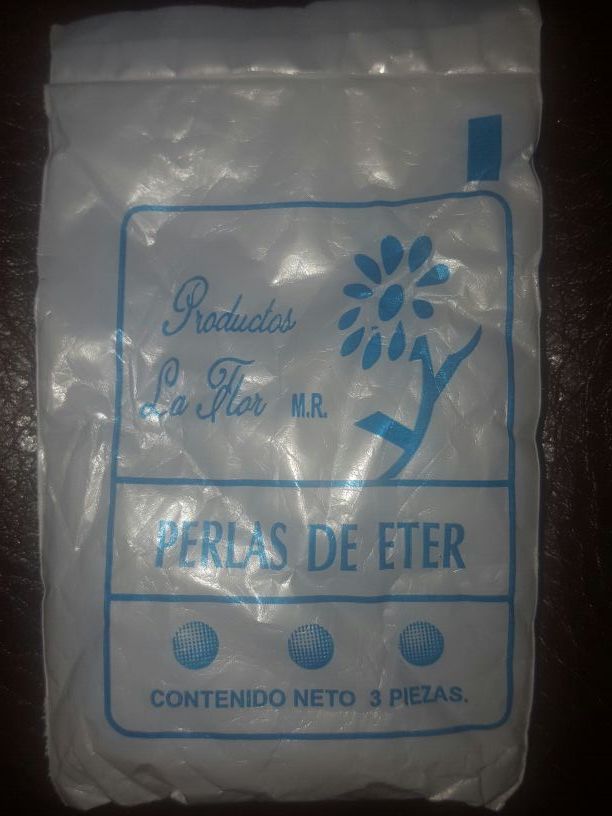 Productos
La Flor M.R.
PERLAS DE ETER
CONTENIDO NETO 3 PIEZAS.